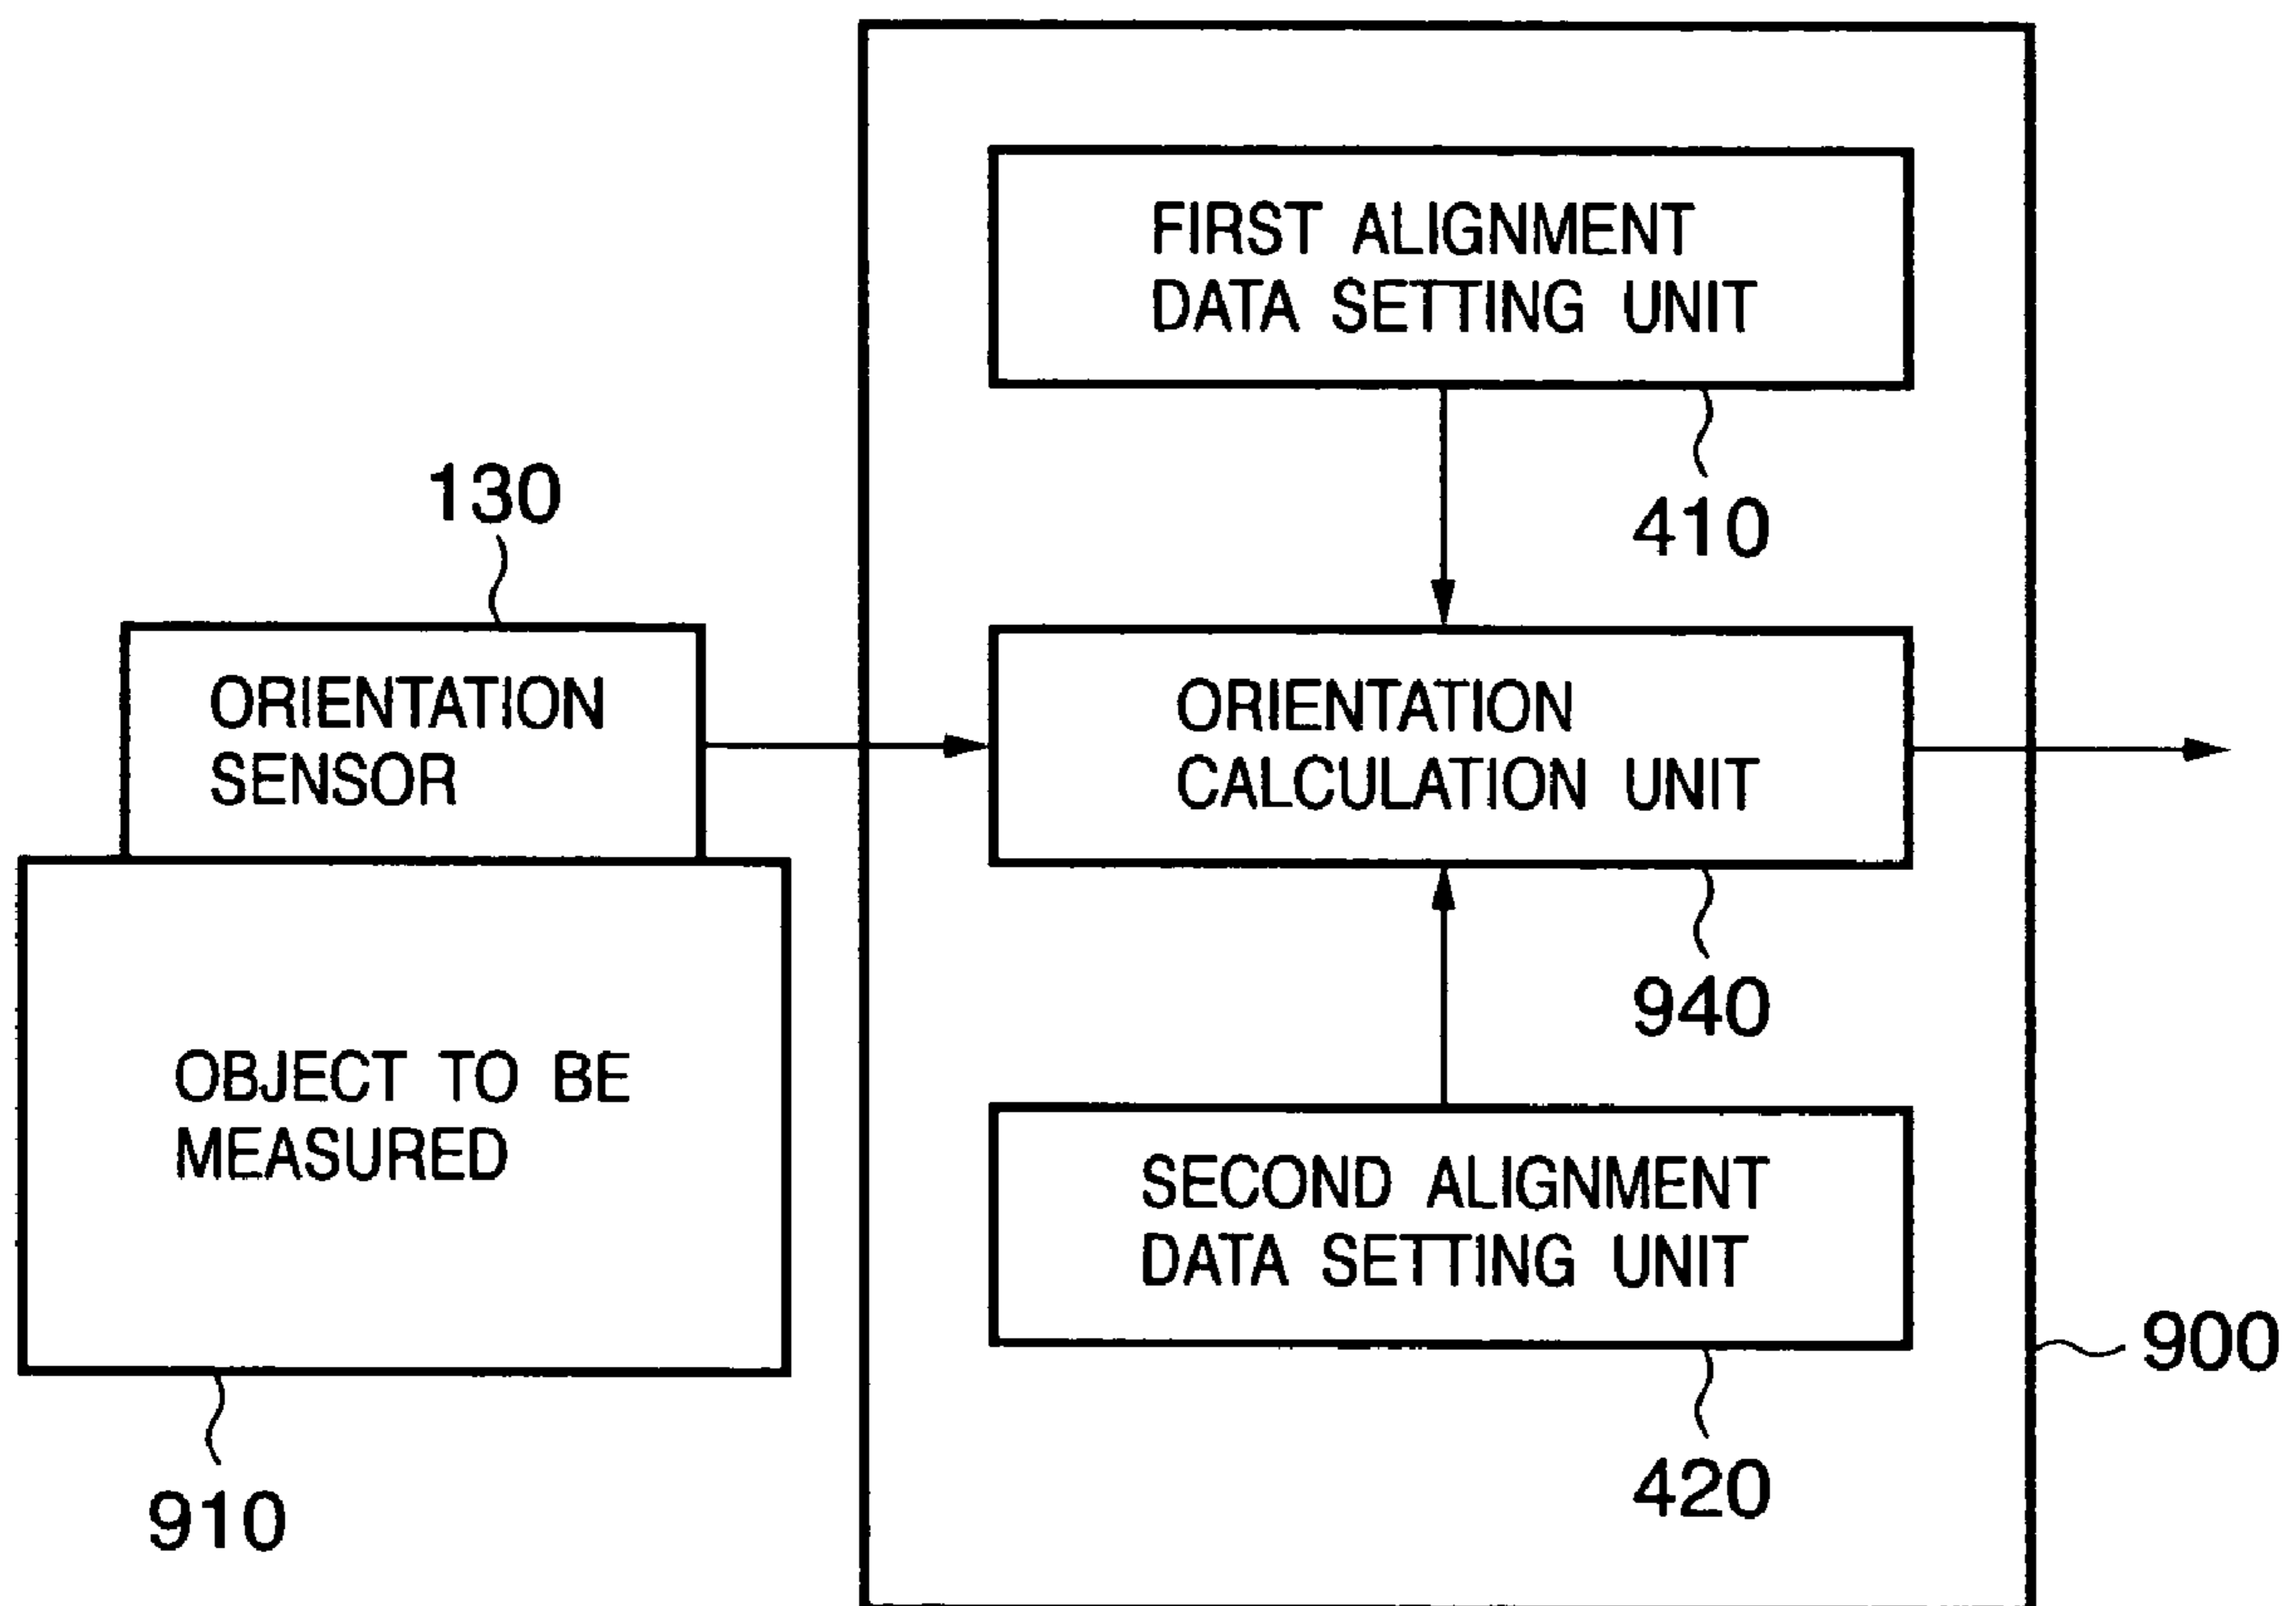 FIRST ALIGNMENT
DATA SETTING UNIT
410
130
ORIENTATION
SENSOR
ORIENTATION
CALCULATION UNIT
940
OBJECT TO BE
MEASURED
SECOND ALIGNMENT
DATA SETTING UNIT
900
420
910